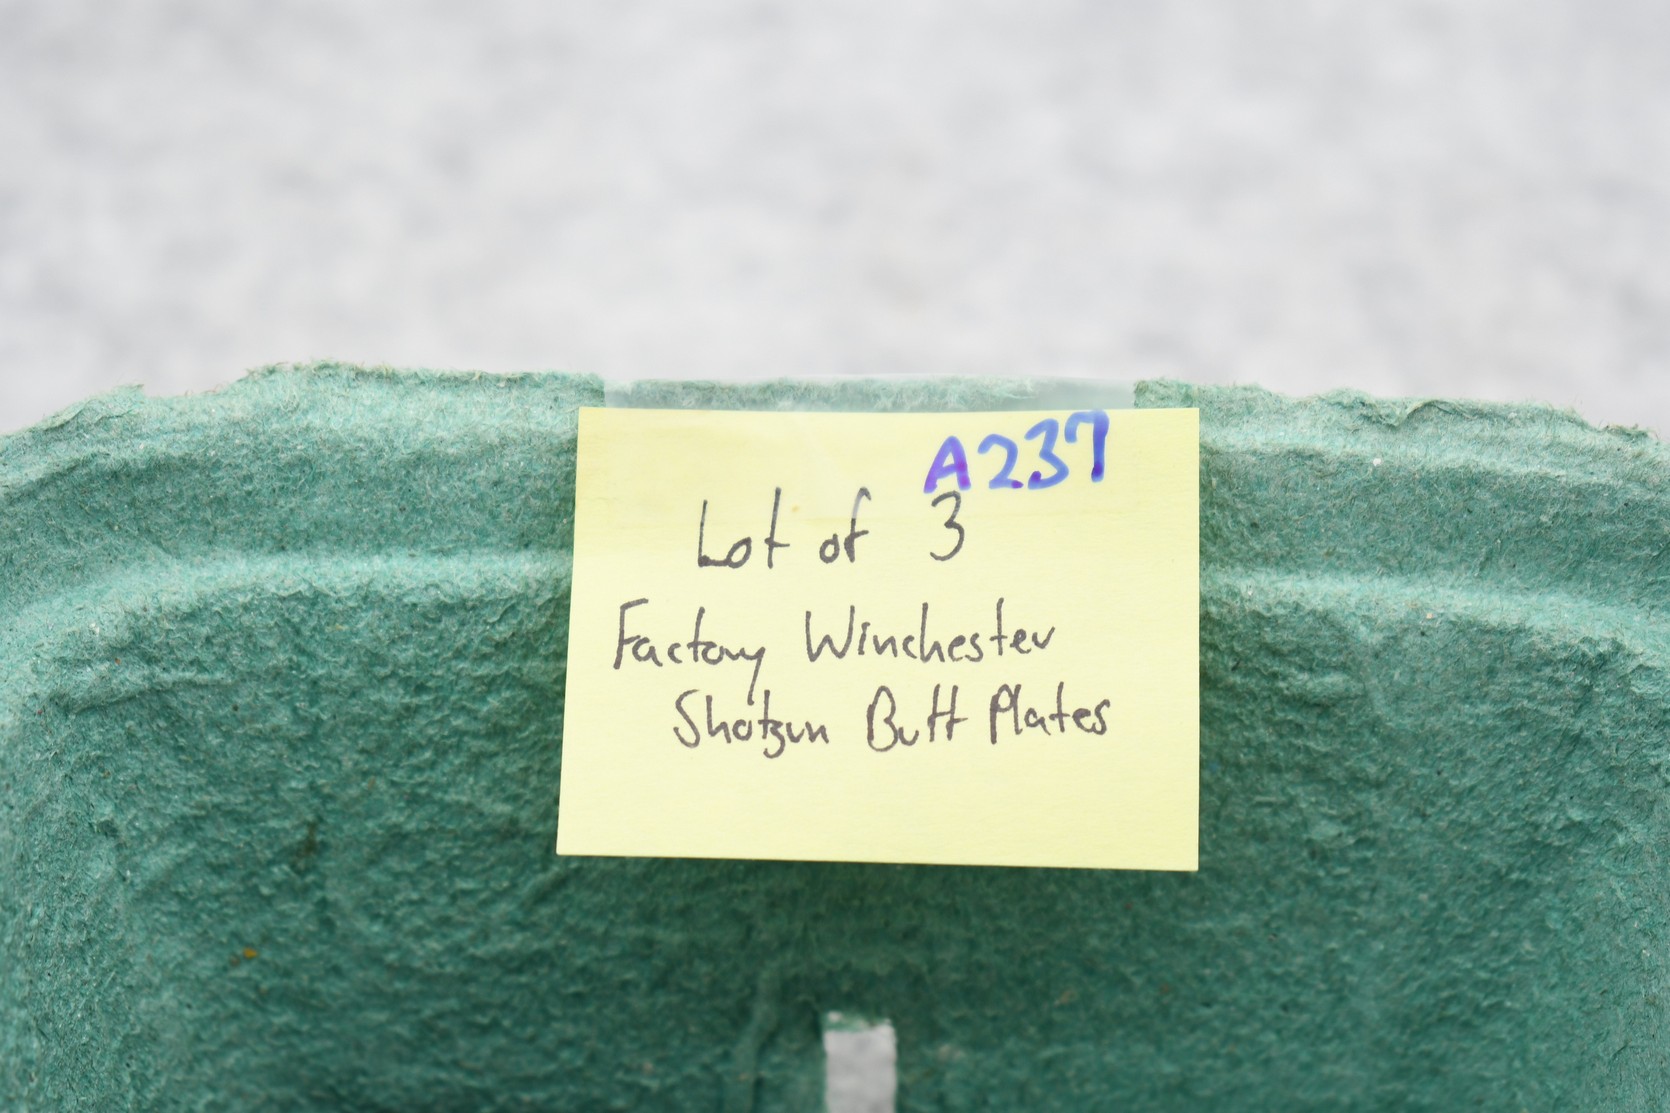 A237
Lot of 3
Factory Winchester
Shotgun Butt Plates